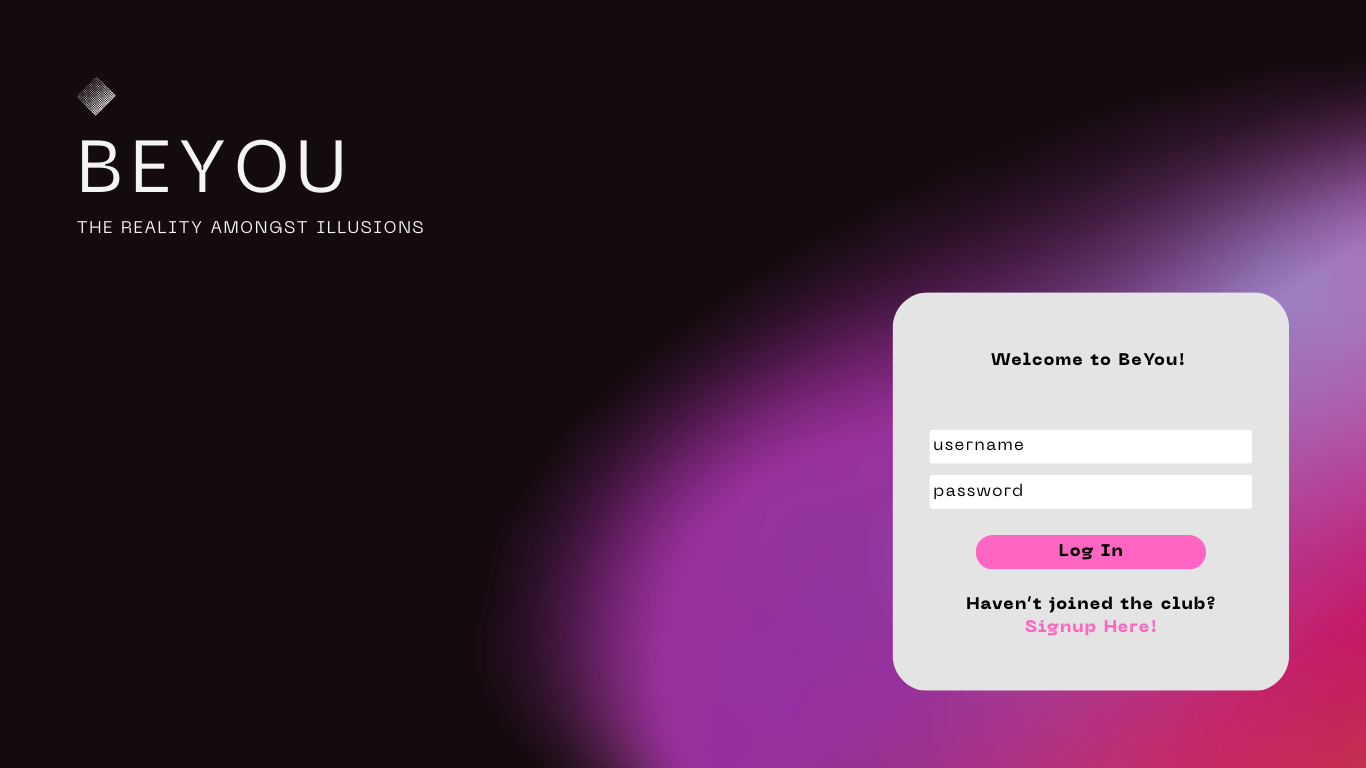 BEYOU
THE REALITY AMONGST ILLUSIONS
Welcome to BeYou!
username
password
Log In
Haven't joined the club?
Signup Here!